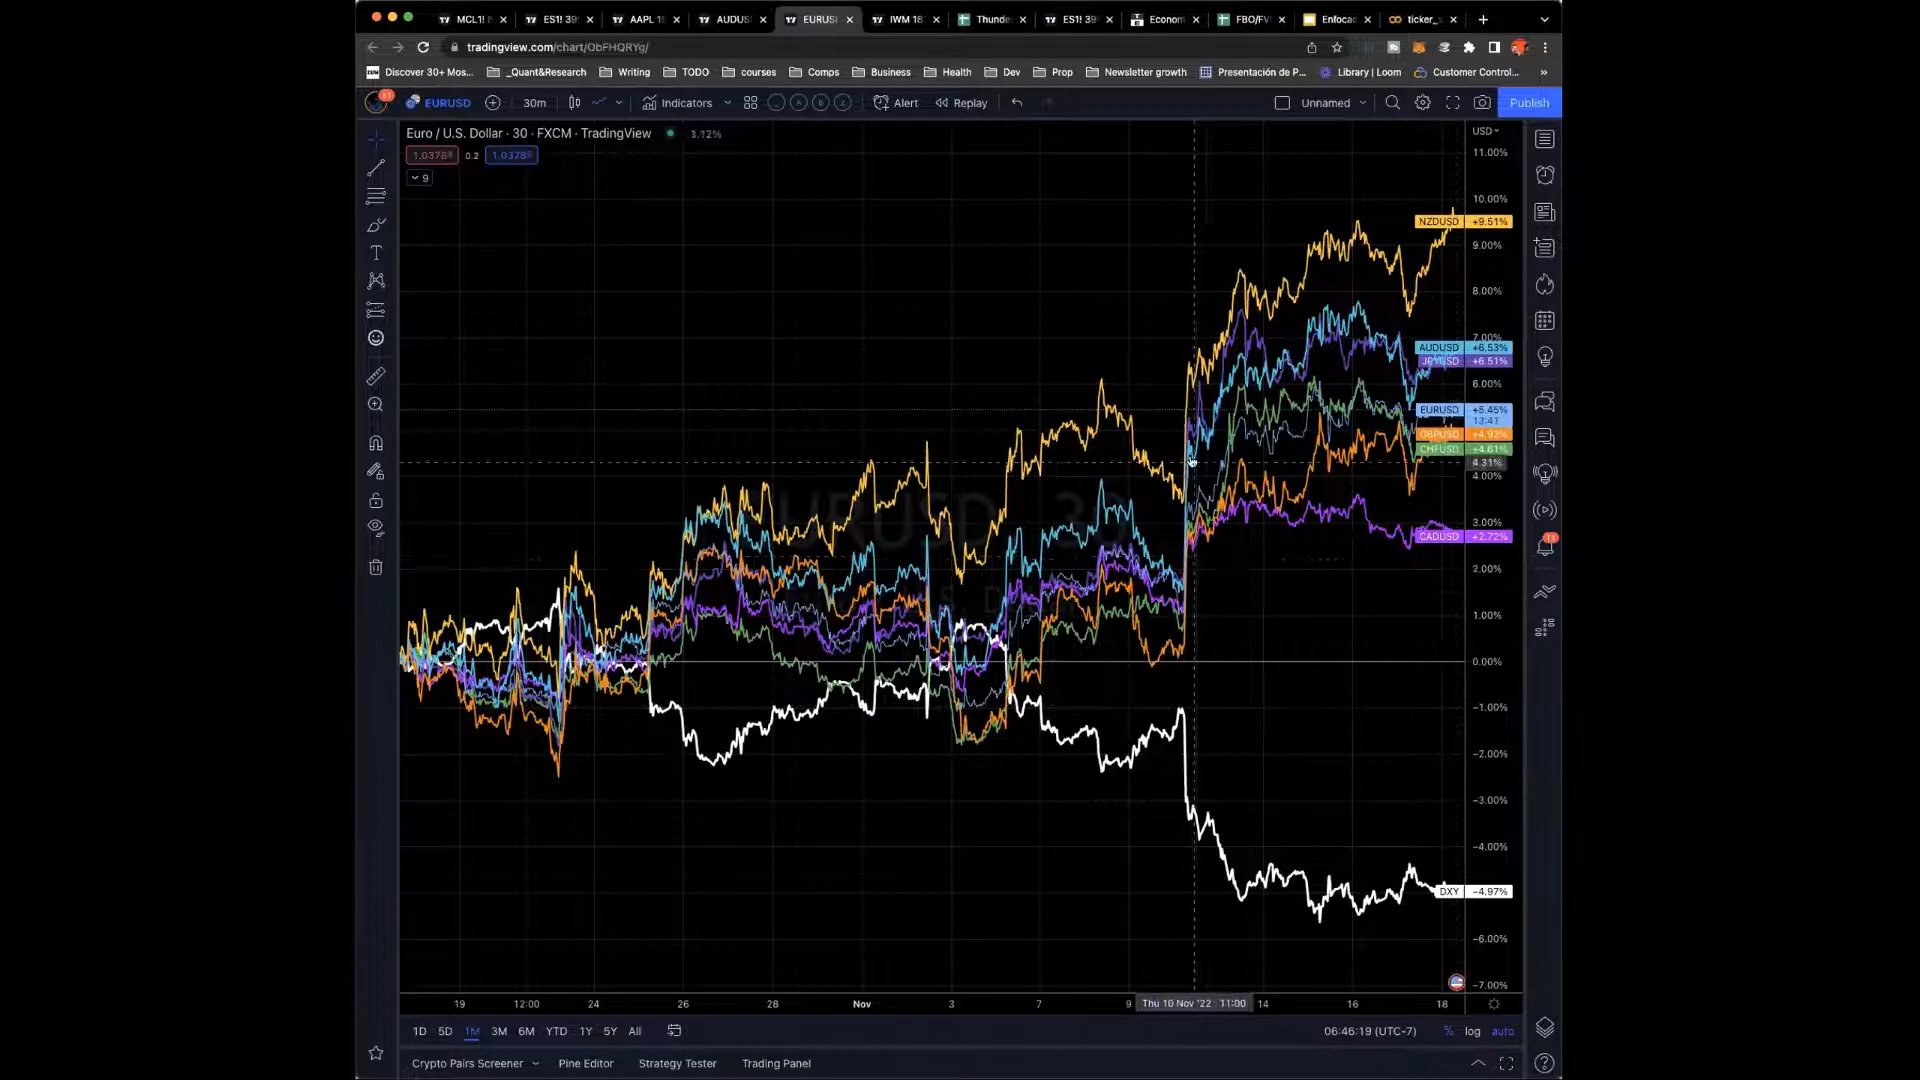 MCL1! 8
ES1! 39
AAPL 1
AUDUS
EURUSI
IWM 18
Thunde
ES1! 39
Econom
FBO/FV
Enfocad
ticker_s
tradingview.com/chart/ObFHQRYg/
Discover 30+ Mos...
_Quant&Research
Writing
TODO
courses
Comps
Business
Health
Dev
Prop
Newsletter growth
Presentación de P...
Library | Loom
Customer Control...
»
11
EURUSD
30m
Indicators
A
B
Z
Alert
Replay
Unnamed
Publish
Euro / U.S. Dollar · 30 · FXCM · TradingView
3.12%
1.0378
0.2
1.0378
9
USD
11.00%
10.00%
NZDUSD +9.51%
9.00%
8.00%
7.00%
AUDUSD +6.53%
JPYUSD +6.51%
6.00%
EURUSD +5.45%
13:41
GBPUSD +4.93%
CHFUSD +4.61%
4.31%
4.00%
3.00%
CADUSD +2.72%
2.00%
1.00%
0.00%
−1.00%
−2.00%
−3.00%
−4.00%
DXY −4.97%
−6.00%
−7.00%
11
19
12:00
24
26
28
Nov
3
7
9
Thu 10 Nov '22 11:00
14
16
18
1D 5D 1M 3M 6M YTD 1Y 5Y All
06:46:19 (UTC-7)
% log auto
Crypto Pairs Screener
Pine Editor
Strategy Tester
Trading Panel